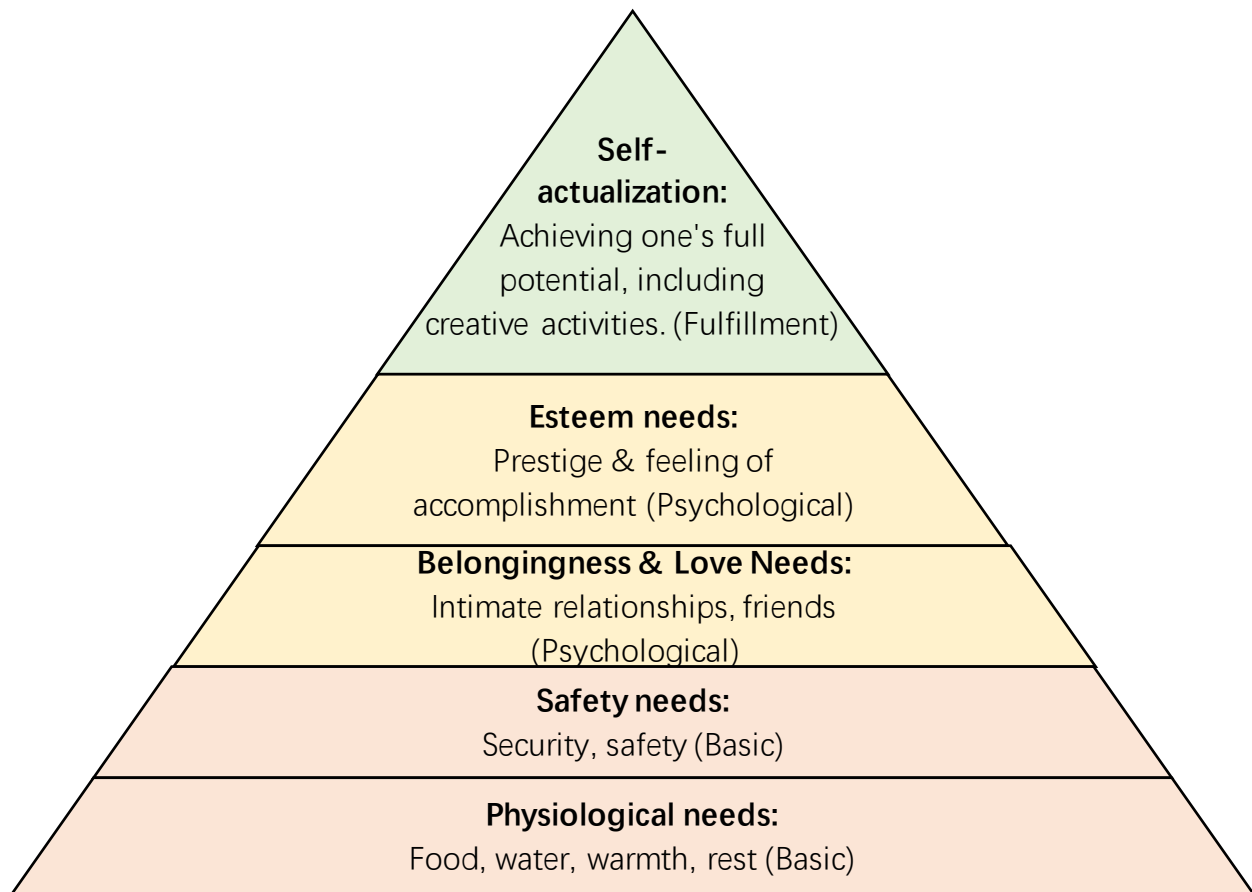 Self-
actualization:
Achieving one's full
potential, including
creative activities. (Fulfillment)
Esteem needs:
Prestige & feeling of
accomplishment (Psychological)
Belongingness & Love Needs:
Intimate relationships, friends
(Psychological)
Safety needs:
Security, safety (Basic)
Physiological needs:
Food, water, warmth, rest (Basic)